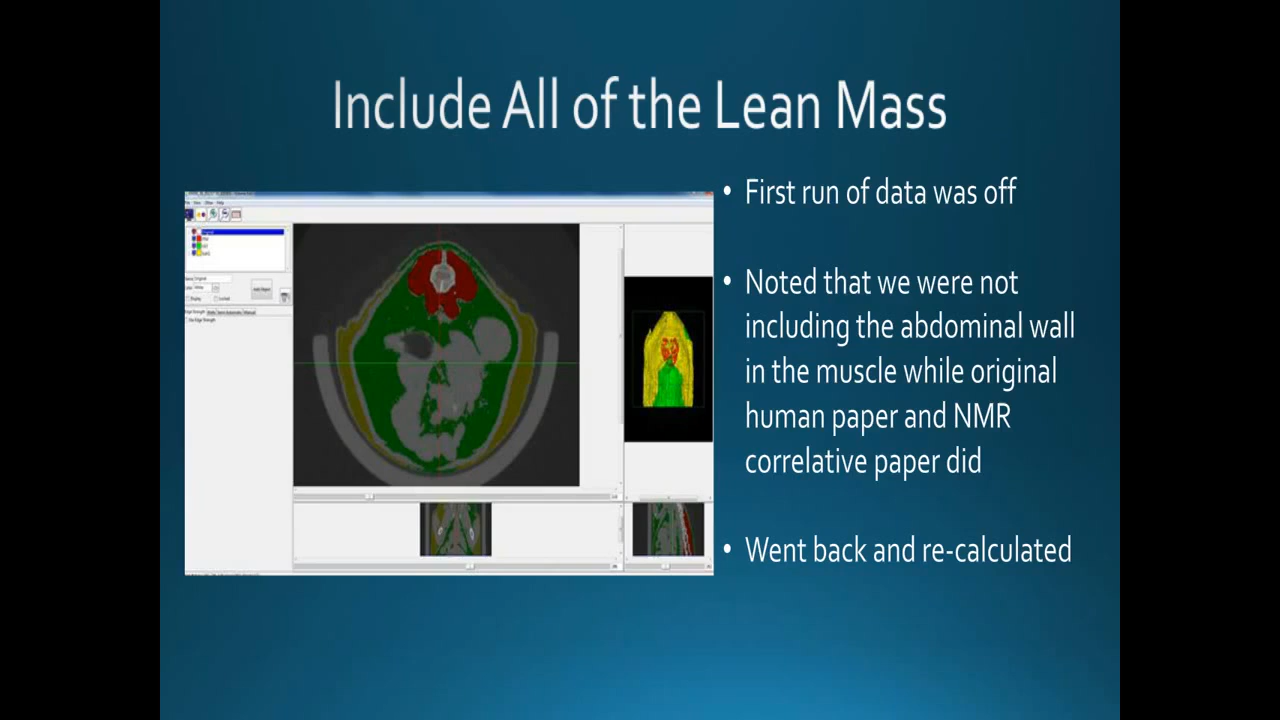 Include All of the Lean Mass
• First run of data was off
• Noted that we were not
including the abdominal wall
in the muscle while original
human paper and NMR
correlative paper did
• Went back and re-calculated